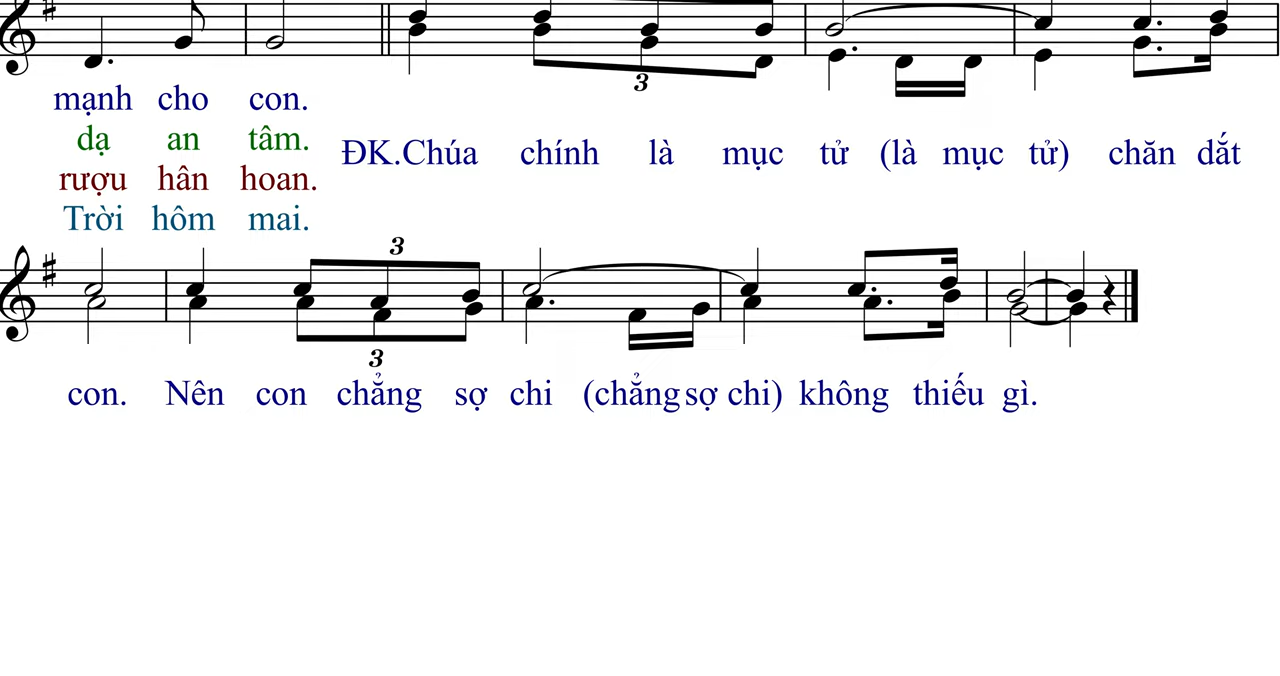 3
mạnh cho con.
dạ an tâm.
rượu hân hoan.
Trời hôm mai.
ĐK.Chúa chính là mục tử (là mục tử) chăn dắt
3
3
con. Nên con chẳng sợ chi (chẳng sợ chi) không thiếu gì.